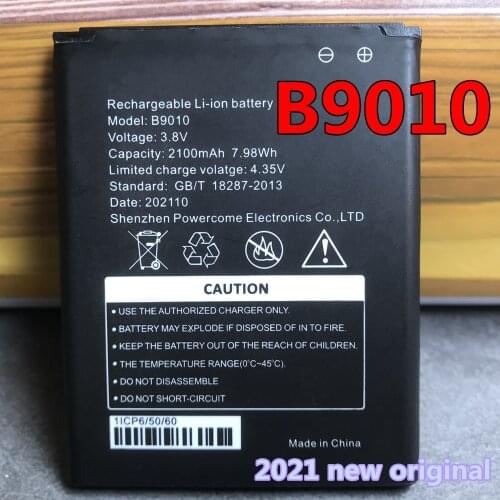 Rechargeable Li-ion battery
B9010
Model: B9010
Voltage: 3.8V
Capacity: 2100mAh 7.98Wh
Limited charge volatge: 4.35V
Standard: GB/T 18287-2013
Date: 202110
Shenzhen Powercome Electronics Co.,LTD
CAUTION
• USE THE AUTHORIZED CHARGER ONLY.
• BATTERY MAY EXPLODE IF DISPOSED OF IN TO FIRE.
• KEEP THE BATTERY OUT OF THE REACH OF CHILDREN.
• THE TEMPERATURE RANGE(0°C~45°C)
• DO NOT DISASSEMBLE
• DO NOT SHORT-CIRCUIT
1ICP6/50/60
Made in China
2021 new original